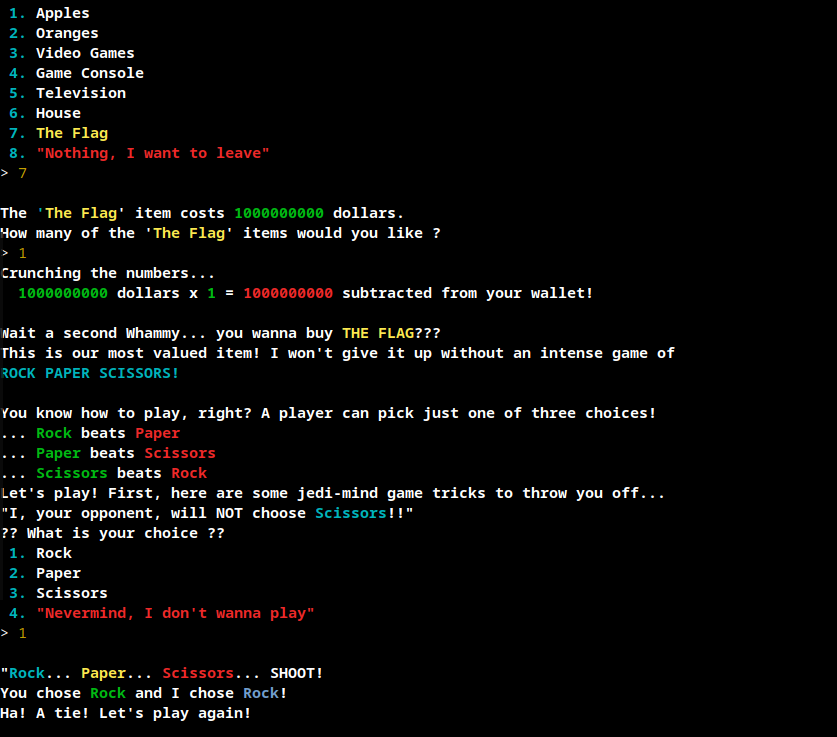 1. Apples
2. Oranges
3. Video Games
4. Game Console
5. Television
6. House
7. The Flag
8. "Nothing, I want to leave"
> 7
The 'The Flag' item costs 1000000000 dollars.
How many of the 'The Flag' items would you like ?
> 1
Crunching the numbers...
1000000000 dollars x 1 = 1000000000 subtracted from your wallet!
Wait a second Whammy... you wanna buy THE FLAG???
This is our most valued item! I won't give it up without an intense game of
ROCK PAPER SCISSORS!
You know how to play, right? A player can pick just one of three choices!
... Rock beats Paper
... Paper beats Scissors
... Scissors beats Rock
Let's play! First, here are some jedi-mind game tricks to throw you off...
"I, your opponent, will NOT choose Scissors!!"
?? What is your choice ??
1. Rock
2. Paper
3. Scissors
4. "Nevermind, I don't wanna play"
> 1
"Rock... Paper... Scissors... SHOOT!
You chose Rock and I chose Rock!
Ha! A tie! Let's play again!